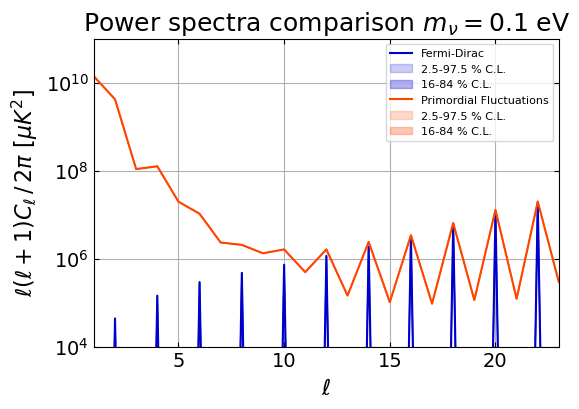 Power spectra comparison $m_\nu = 0.1$ eV
$\ell(\ell+1)C_\ell / 2\pi$ $[\mu K^2]$
10^{10}
10^8
10^6
10^4
Fermi-Dirac
2.5-97.5 % C.L.
16-84 % C.L.
Primordial Fluctuations
2.5-97.5 % C.L.
16-84 % C.L.
5 10 15 20
$\ell$